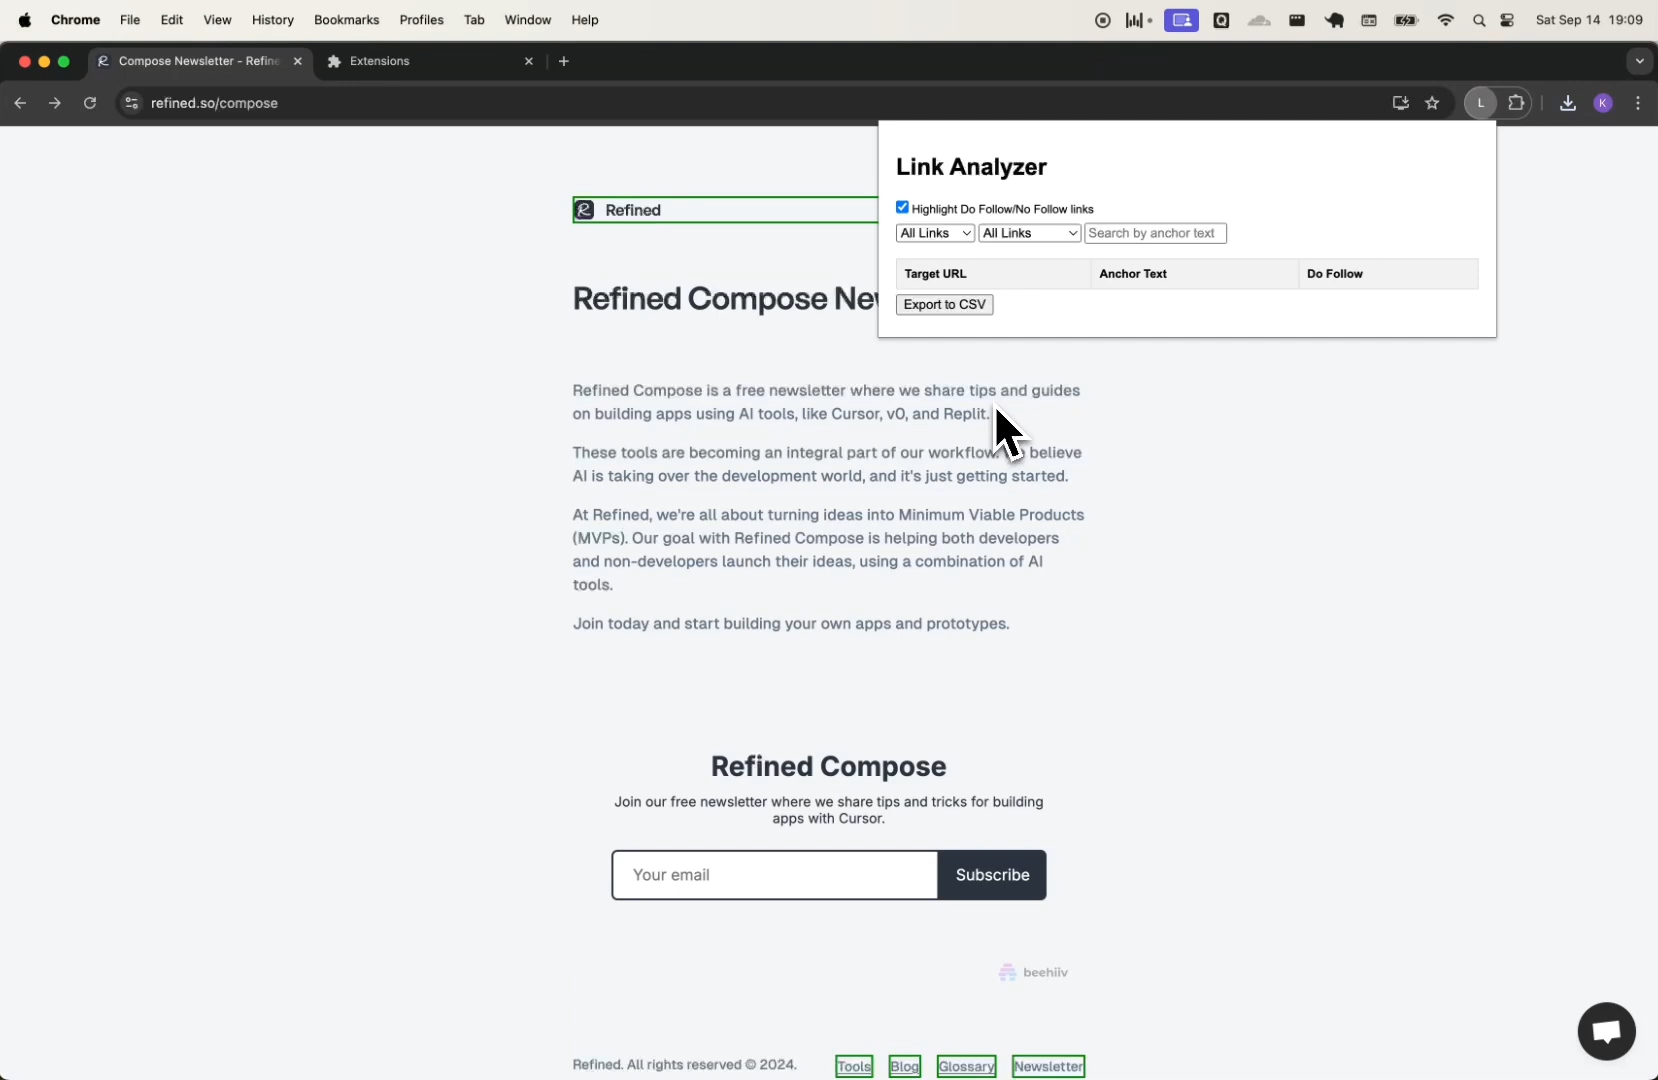 Chrome File Edit View History Bookmarks Profiles Tab Window Help Sat Sep 14 19:09
Compose Newsletter - Refine Extensions
refined.so/compose L K
Link Analyzer
Refined
Highlight Do Follow/No Follow links
All Links All Links Search by anchor text
Target URL Anchor Text Do Follow
Refined Compose Ne
Export to CSV
Refined Compose is a free newsletter where we share tips and guides
on building apps using AI tools, like Cursor, v0, and Replit.
These tools are becoming an integral part of our workflow. believe
AI is taking over the development world, and it's just getting started.
At Refined, we're all about turning ideas into Minimum Viable Products
(MVPs). Our goal with Refined Compose is helping both developers
and non-developers launch their ideas, using a combination of AI
tools.
Join today and start building your own apps and prototypes.
Refined Compose
Join our free newsletter where we share tips and tricks for building
apps with Cursor.
Your email Subscribe
beehiiv
Refined. All rights reserved © 2024. Tools Blog Glossary Newsletter